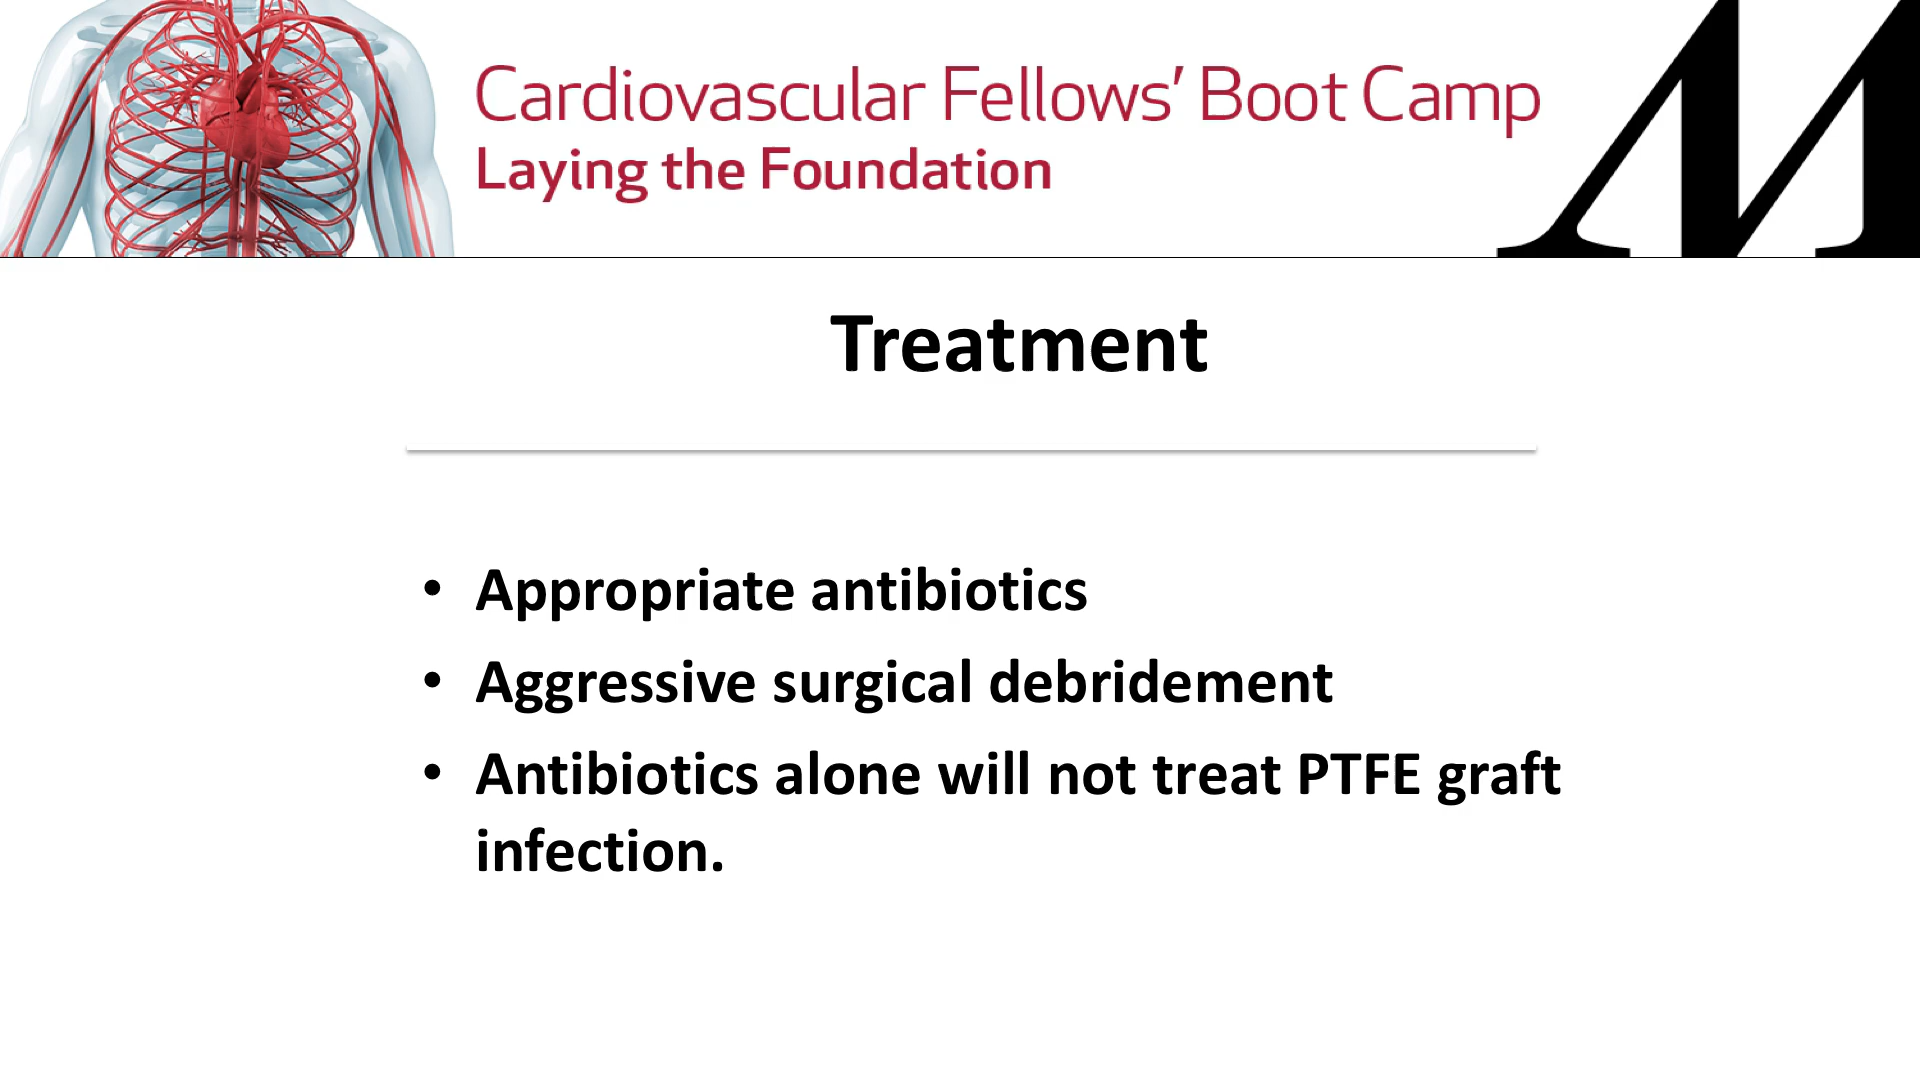 Cardiovascular Fellows’ Boot Camp
Laying the Foundation
M
Treatment
• Appropriate antibiotics
• Aggressive surgical debridement
• Antibiotics alone will not treat PTFE graft
infection.